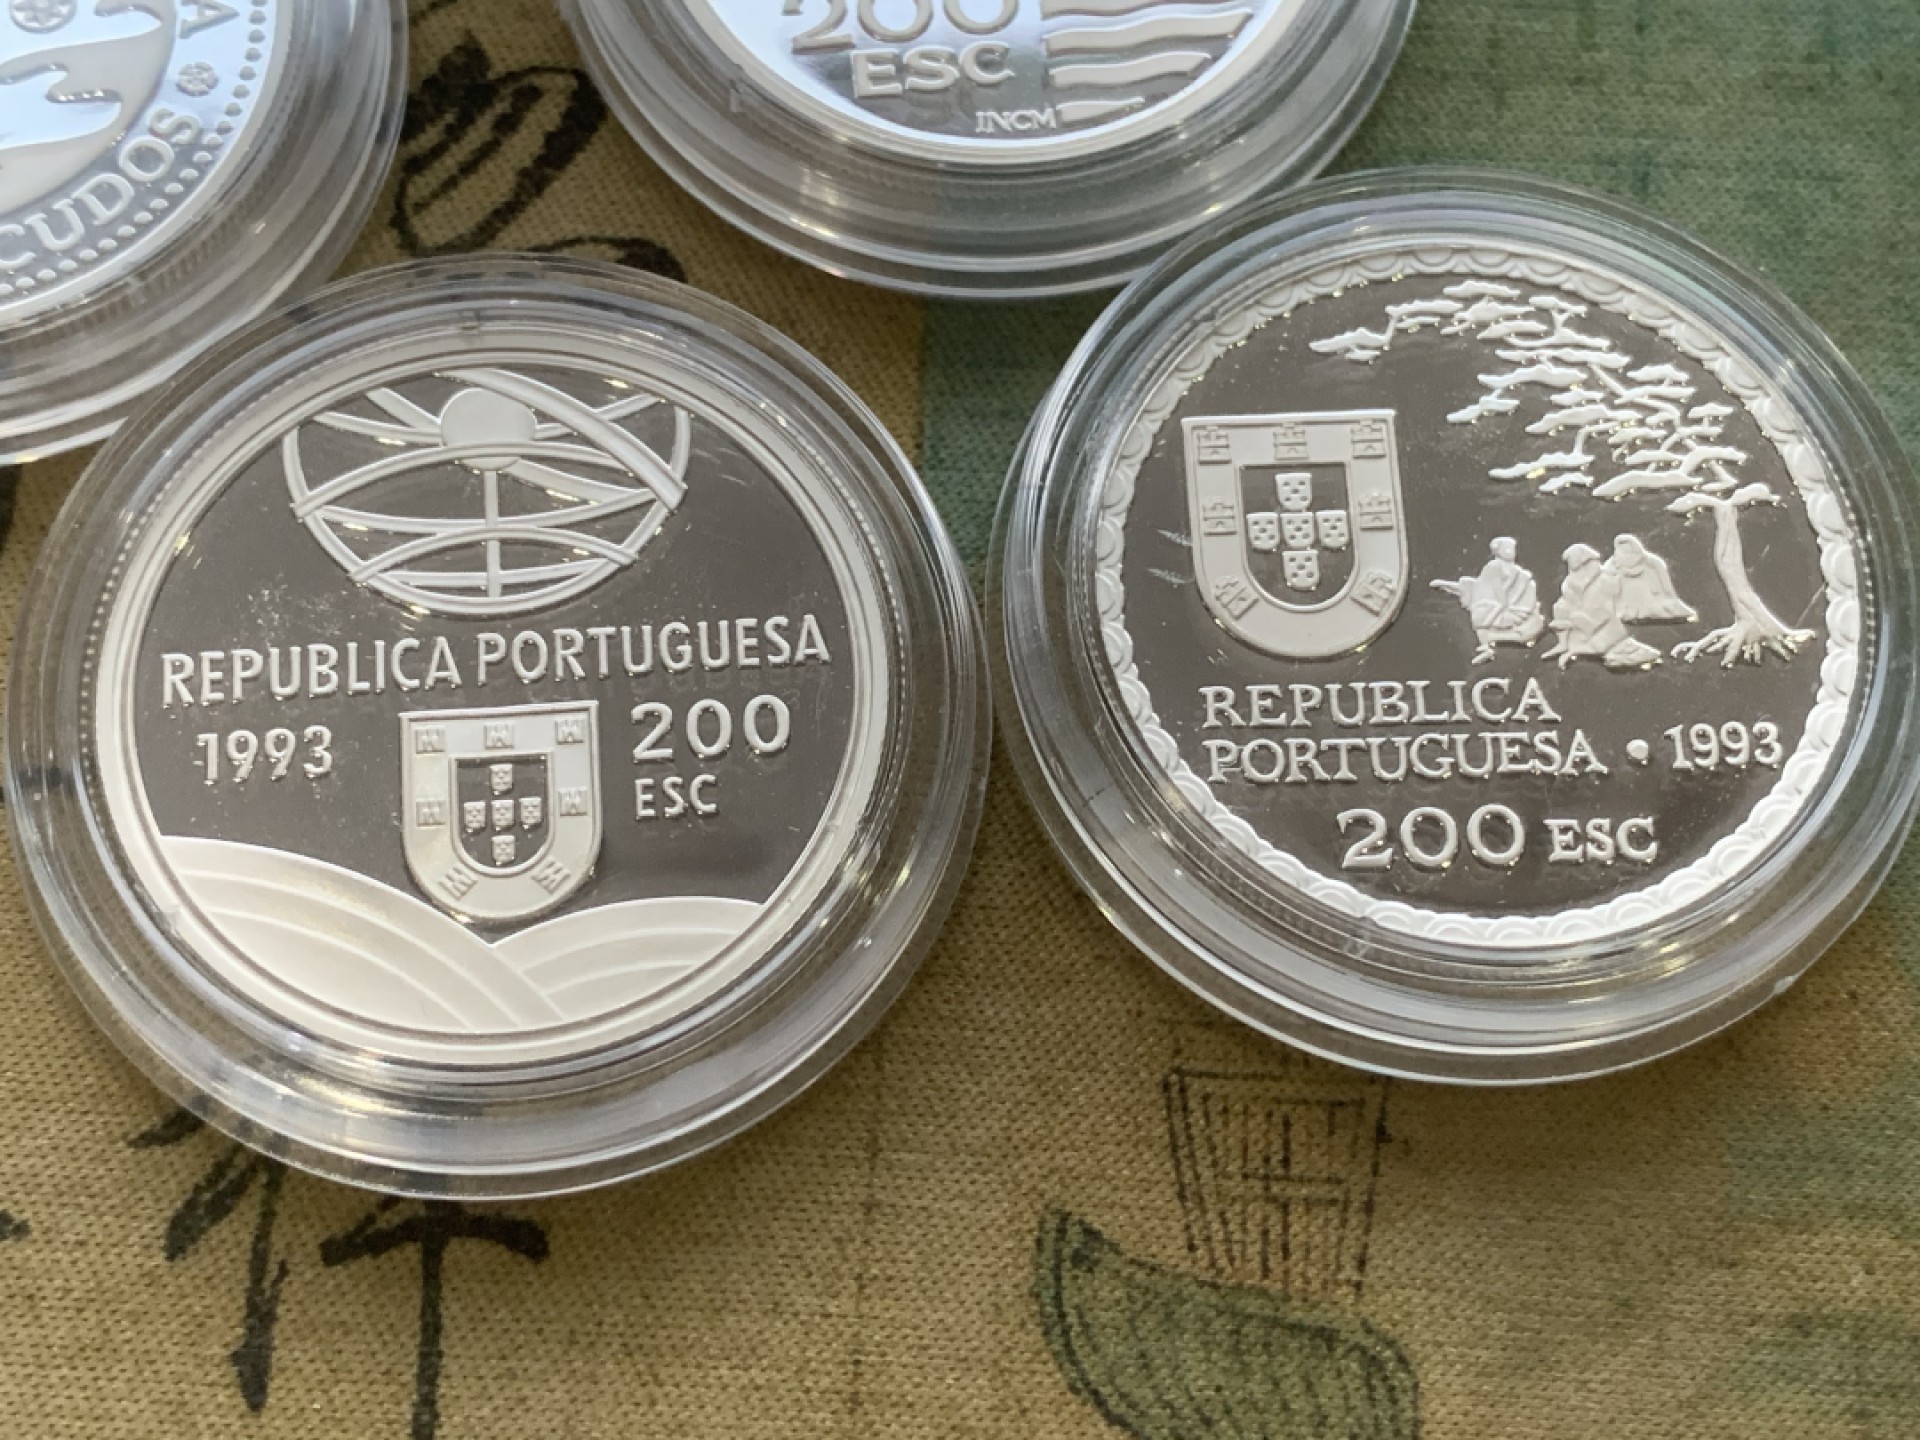 CUDOS
A
200
ESC
INCM
REPUBLICA PORTUGUESA
1993
200
ESC
REPUBLICA
PORTUGUESA • 1993
200 ESC